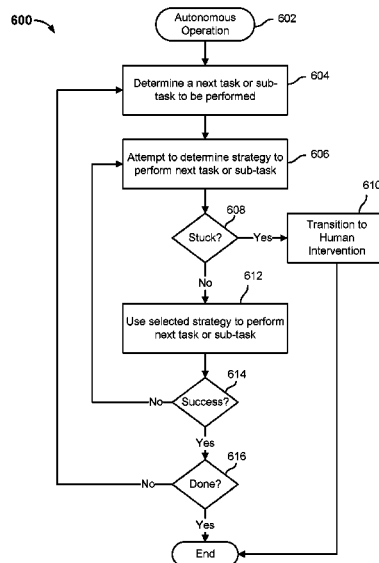 600
Autonomous
Operation
602
Determine a next task or sub-
task to be performed
604
Attempt to determine strategy to
perform next task or sub-task
606
Stuck?
608
Yes
610
Transition to
Human
Intervention
No
612
Use selected strategy to perform
next task or sub-task
614
Success?
No
Yes
616
Done?
No
Yes
End